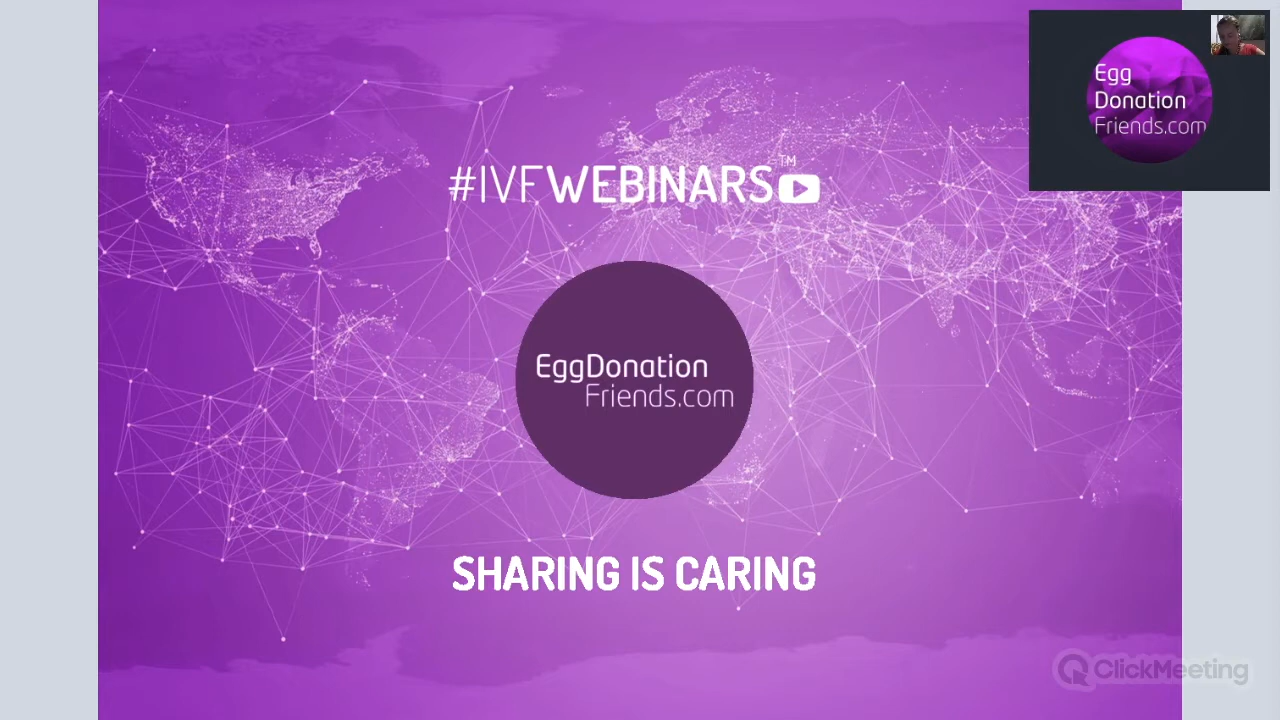 #IVFWEBINARS™
EggDonation
Friends.com
SHARING IS CARING
Egg
Donation
Friends.com
ClickMeeting